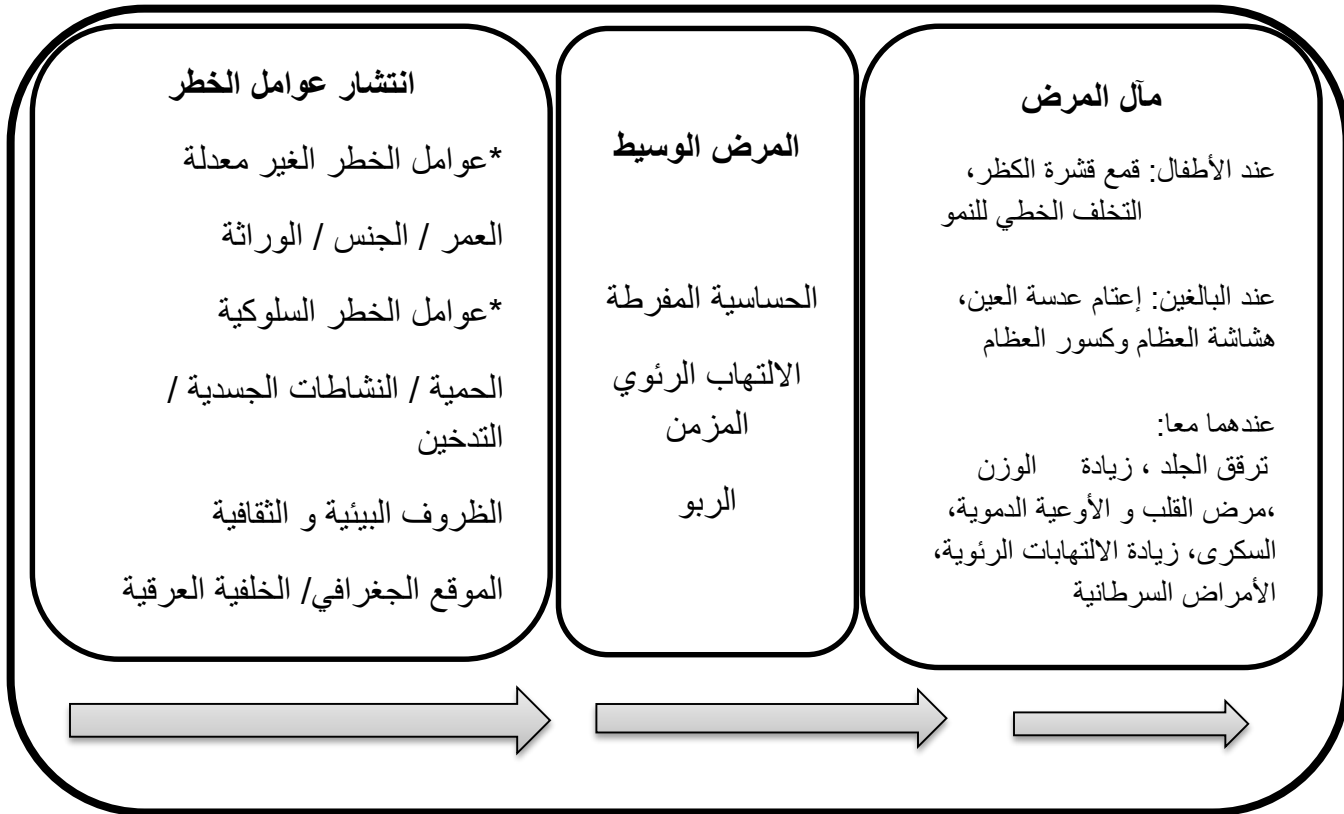 انتشار عوامل الخطر
*عوامل الخطر الغير معدلة
العمر / الجنس / الوراثة
*عوامل الخطر السلوكية
الحمية / النشاطات الجسدية /
التدخين
الظروف البيئية و الثقافية
الموقع الجغرافي/ الخلفية العرقية
المرض الوسيط
الحساسية المفرطة
الالتهاب الرئوي
المزمن
الربو
مآل المرض
عند الأطفال: قمع قشرة الكظر،
التخلف الخطي للنمو
عند البالغين: إعتام عدسة العين،
هشاشة العظام وكسور العظام
عندهما معا:
ترقق الجلد ، زيادة الوزن
،مرض القلب و الأوعية الدموية،
السكرى، زيادة الالتهابات الرئوية،
الأمراض السرطانية